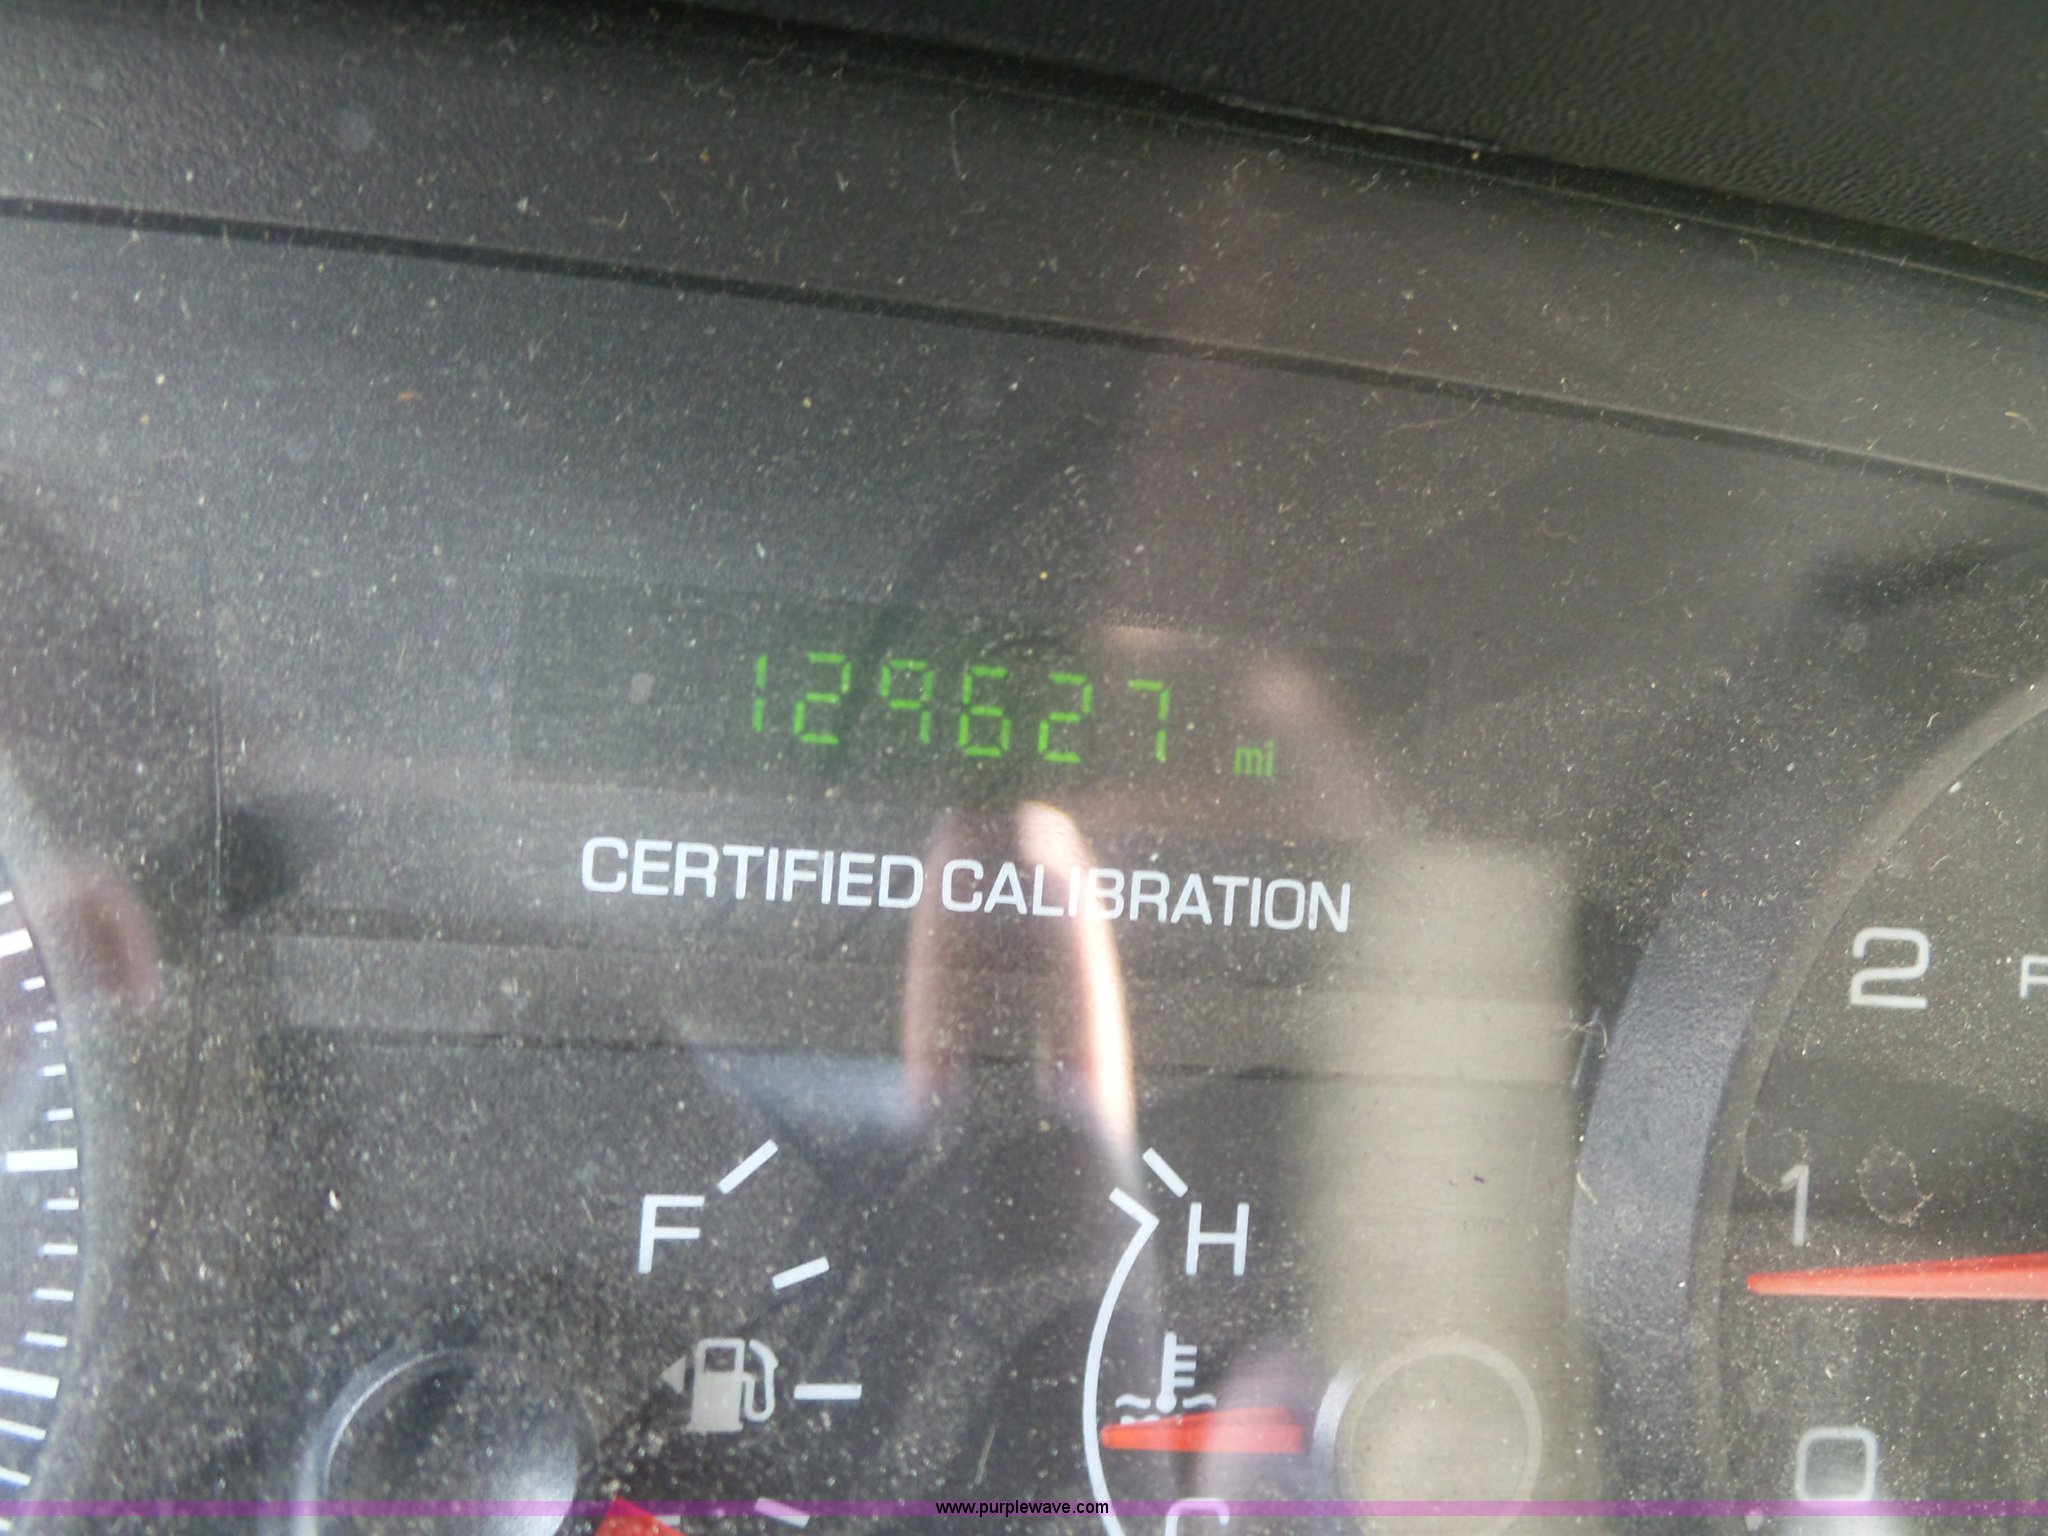 129627 mi
CERTIFIED CALIBRATION
2
1
F H
0
C
www.purplewave.com